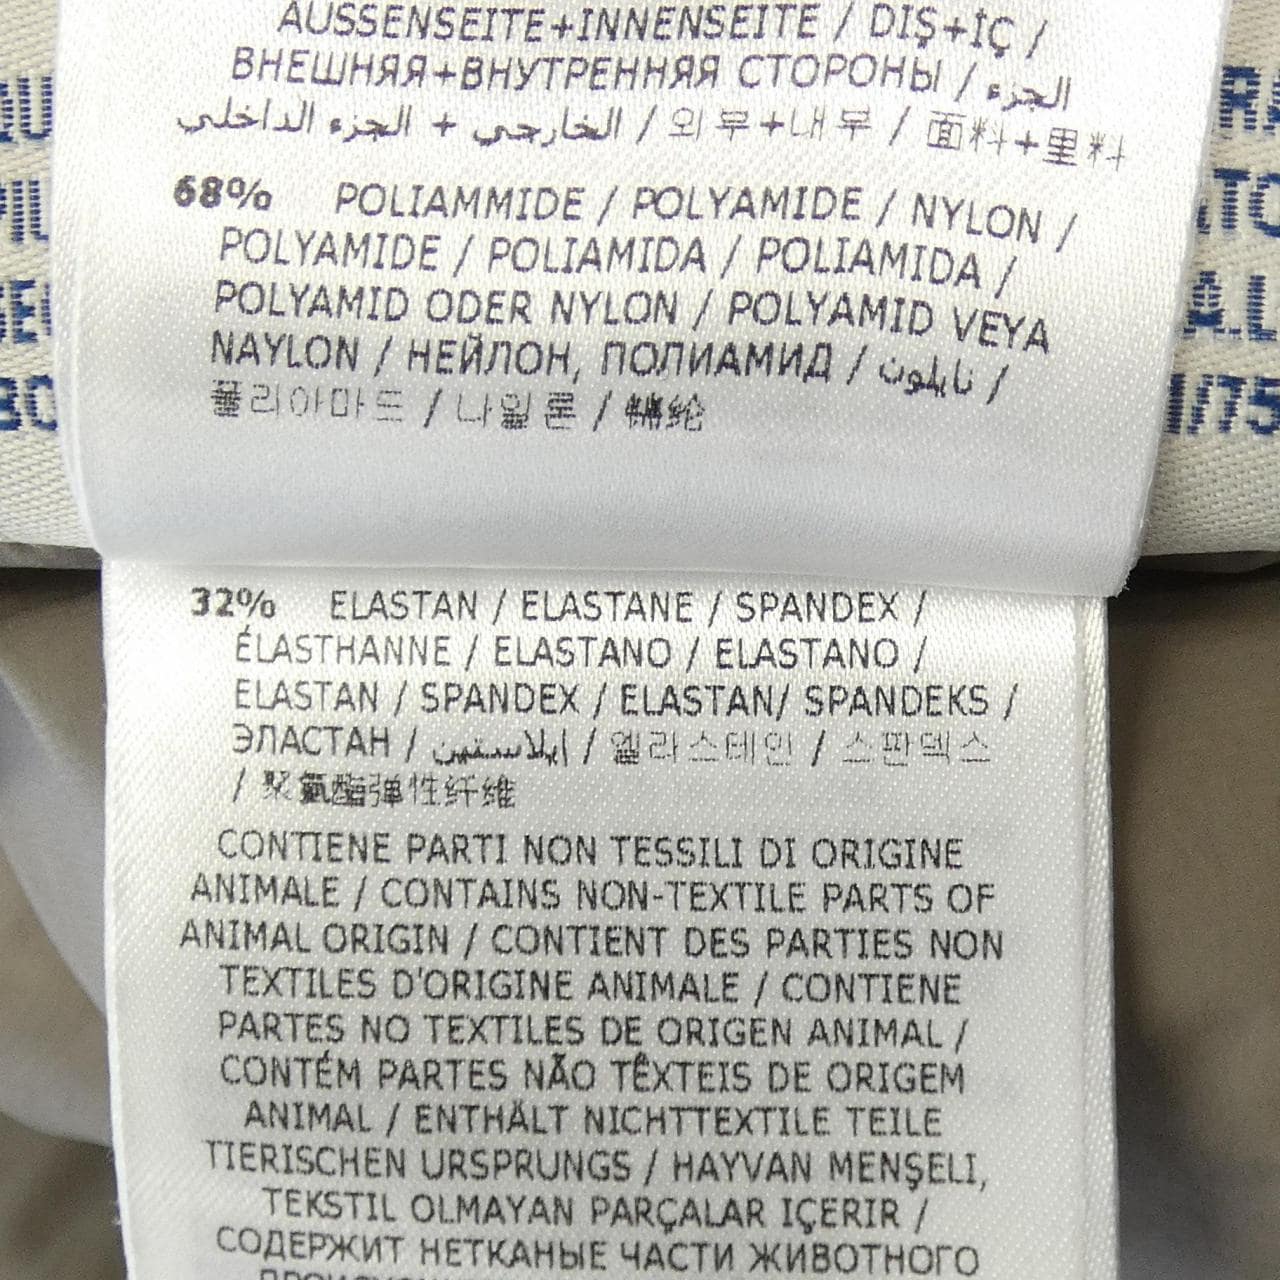 AUSSENSEITE+INNENSEITE / DIŞ+İÇ /
ВНЕШНЯЯ+ВНУТРЕННЯЯ СТОРОНЫ / الجزء
الخارجي + الجزء الداخلي / 외부+내부 / 面料+里料
68% POLIAMMIDE / POLYAMIDE / NYLON /
POLYAMIDE / POLIAMIDA / POLIAMIDA /
POLYAMID ODER NYLON / POLYAMID VEYA
NAYLON / НЕЙЛОН, ПОЛИАМИД / نايلون /
폴리아마드 / 나일론 / 锦纶
32% ELASTAN / ELASTANE / SPANDEX /
ÉLASTHANNE / ELASTANO / ELASTANO /
ELASTAN / SPANDEX / ELASTAN/ SPANDEKS /
ЭЛАСТАН / إيلاستين / 엘라스테인 / 스판덱스
/ 聚氨酯弹性纤维
CONTIENE PARTI NON TESSILI DI ORIGINE
ANIMALE / CONTAINS NON-TEXTILE PARTS OF
ANIMAL ORIGIN / CONTIENT DES PARTIES NON
TEXTILES D'ORIGINE ANIMALE / CONTIENE
PARTES NO TEXTILES DE ORIGEN ANIMAL /
CONTÉM PARTES NÃO TÊXTEIS DE ORIGEM
ANIMAL / ENTHÄLT NICHTTEXTILE TEILE
TIERISCHEN URSPRUNGS / HAYVAN MENŞELI,
TEKSTIL OLMAYAN PARÇALAR IÇERIR /
СОДЕРЖИТ НЕТКАНЫЕ ЧАСТИ ЖИВОТНОГО